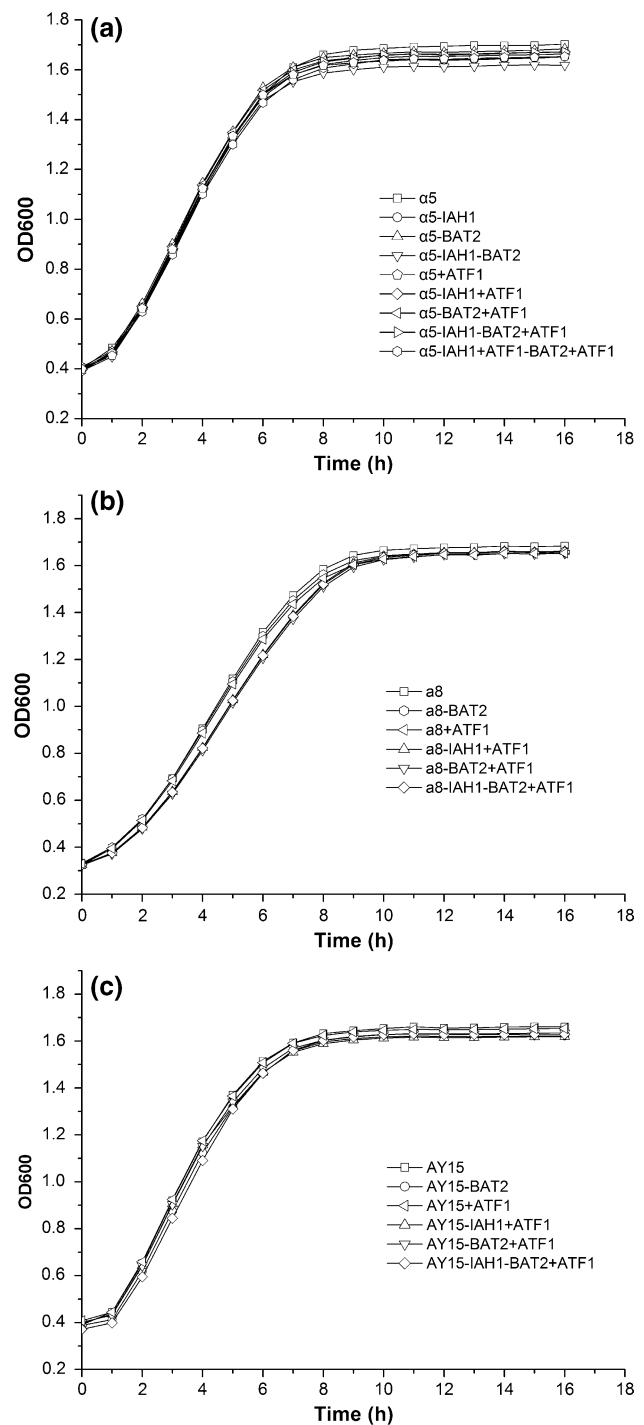 (a)
1.8
1.6
1.4
1.2
1.0
0.8
0.6
0.4
0.2
OD600
α5
α5-IAH1
α5-BAT2
α5-IAH1-BAT2
α5+ATF1
α5-IAH1+ATF1
α5-BAT2+ATF1
α5-IAH1-BAT2+ATF1
α5-IAH1+ATF1-BAT2+ATF1
0 2 4 6 8 10 12 14 16 18
Time (h)
(b)
1.8
1.6
1.4
1.2
1.0
0.8
0.6
0.4
0.2
OD600
a8
a8-BAT2
a8+ATF1
a8-IAH1+ATF1
a8-BAT2+ATF1
a8-IAH1-BAT2+ATF1
0 2 4 6 8 10 12 14 16 18
Time (h)
(c)
1.8
1.6
1.4
1.2
1.0
0.8
0.6
0.4
0.2
OD600
AY15
AY15-BAT2
AY15+ATF1
AY15-IAH1+ATF1
AY15-BAT2+ATF1
AY15-IAH1-BAT2+ATF1
0 2 4 6 8 10 12 14 16 18
Time (h)